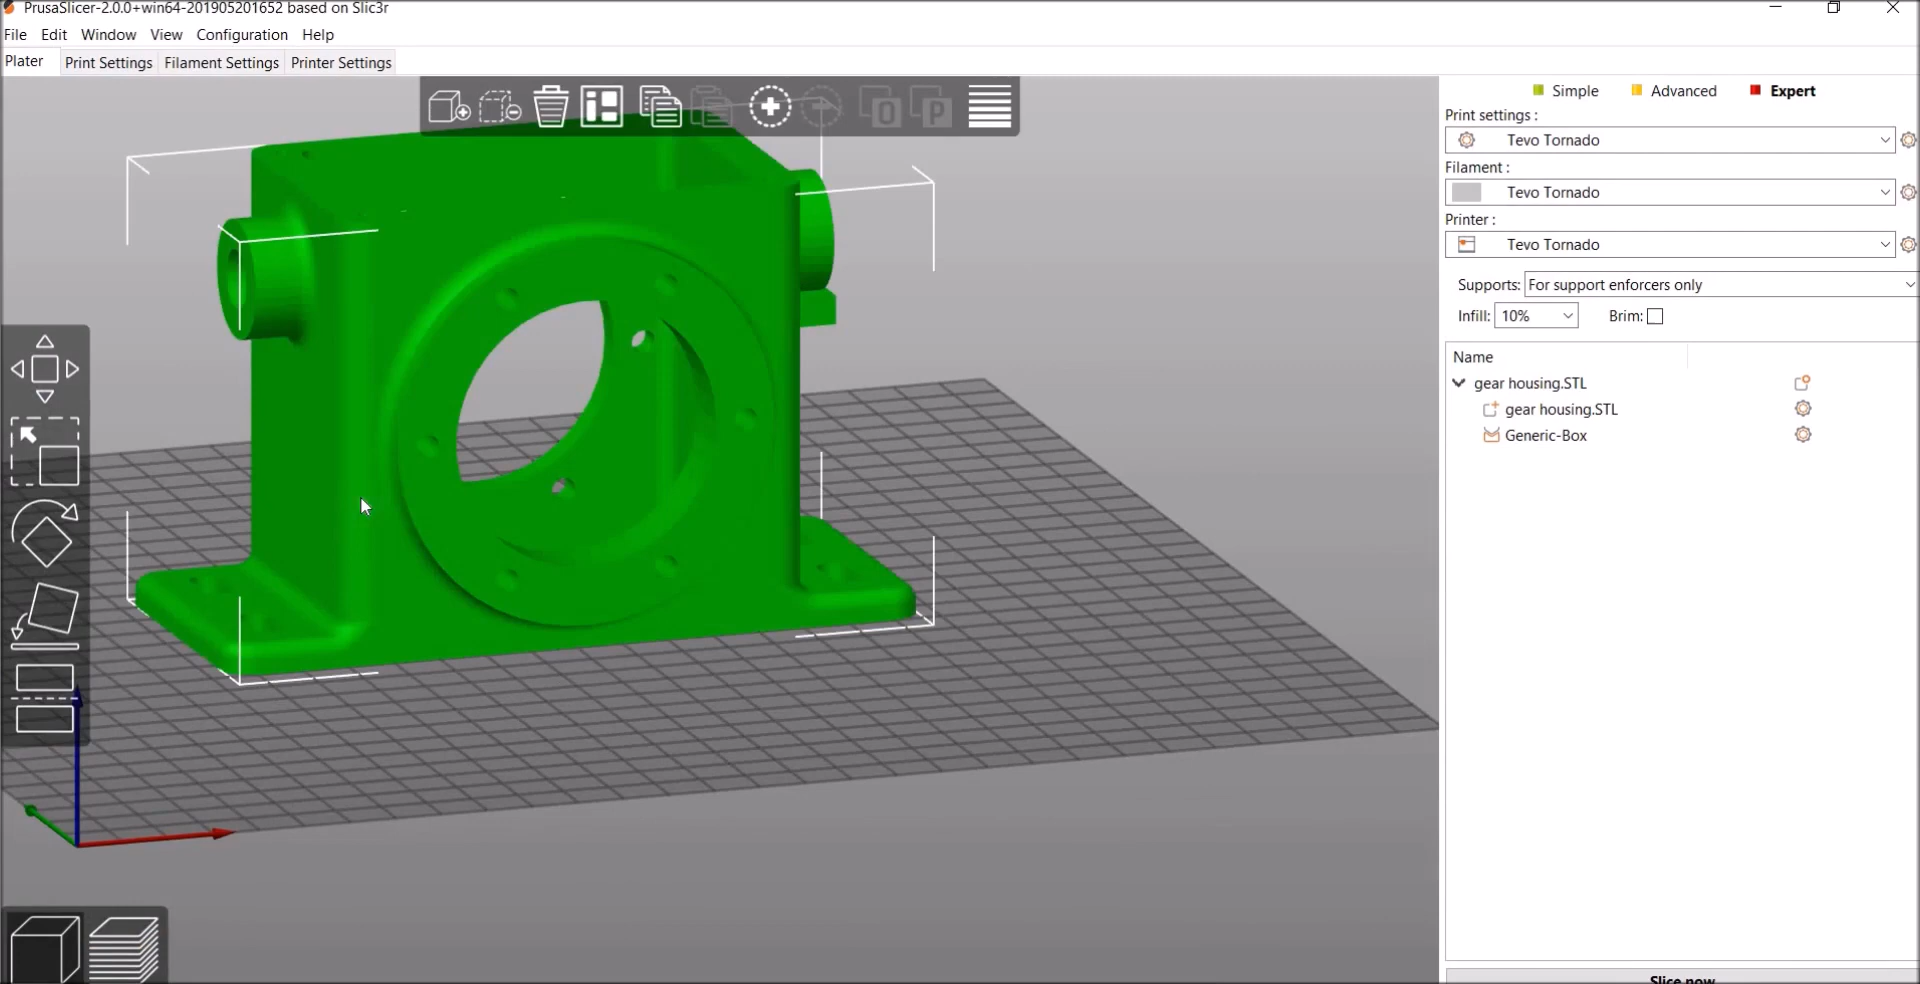 PrusaSlicer-2.0.0+win64-201905201652 based on Slic3r
File Edit Window View Configuration Help
Plater Print Settings Filament Settings Printer Settings
O P
Simple Advanced Expert
Print settings :
Tevo Tornado
Filament :
Tevo Tornado
Printer :
Tevo Tornado
Supports: For support enforcers only
Infill: 10% Brim:
Name
gear housing.STL
gear housing.STL
Generic-Box
Slice now